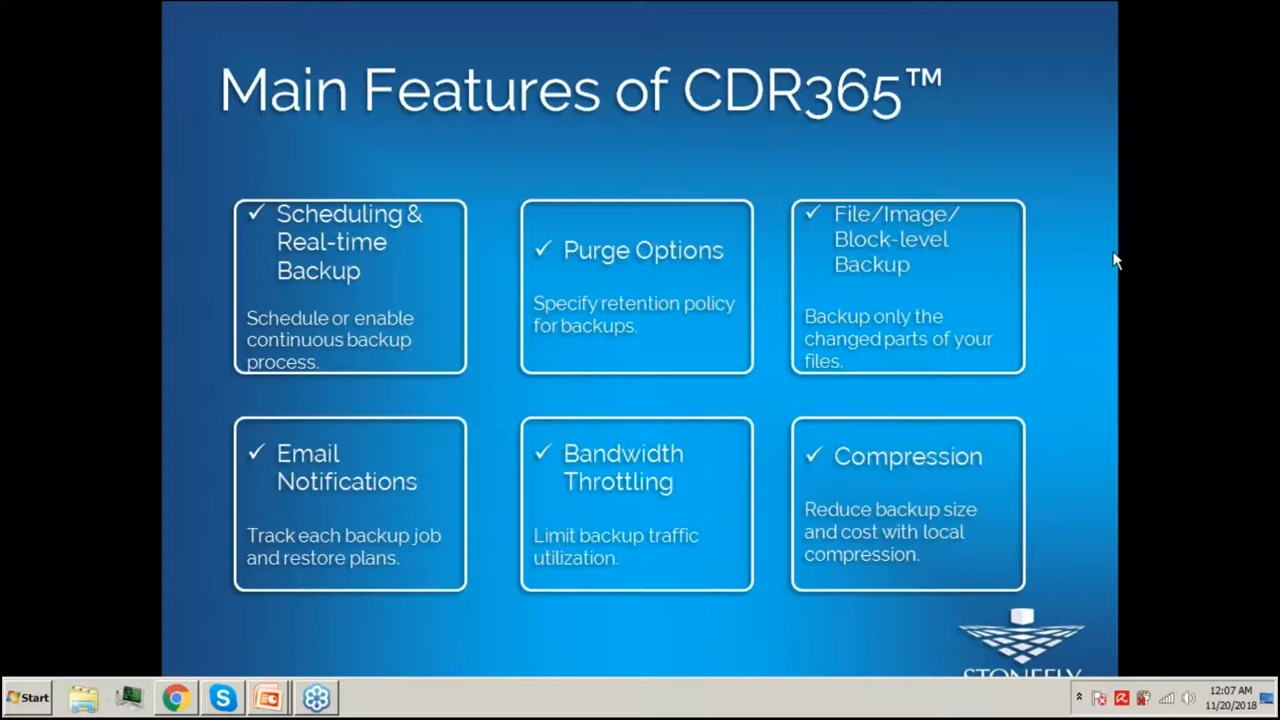 Main Features of CDR365™
✓ Scheduling &
Real-time
Backup
Schedule or enable
continuous backup
process.
✓ Purge Options
Specify retention policy
for backups.
✓ File/Image/
Block-level
Backup
Backup only the
changed parts of your
files.
✓ Email
Notifications
Track each backup job
and restore plans.
✓ Bandwidth
Throttling
Limit backup traffic
utilization.
✓ Compression
Reduce backup size
and cost with local
compression.
STONEFLY
Start
12:07 AM
11/20/2018